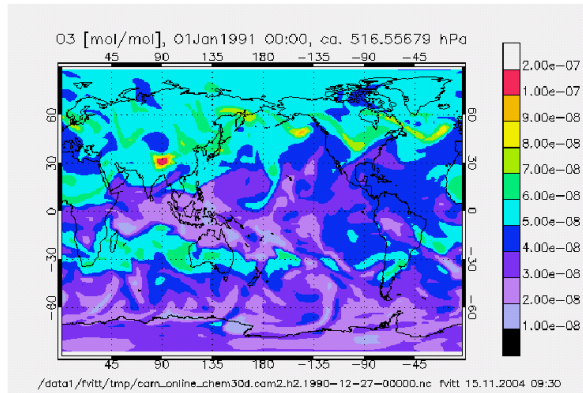 O3 [mol/mol], 01Jan1991 00:00, ca. 516.55679 hPa
45 90 135 180 −135 −90 −45
60 60
30 30
0 0
−30 −30
−60 −60
45 90 135 180 −135 −90 −45
2.00e−07
1.00e−07
9.00e−08
8.00e−08
7.00e−08
6.00e−08
5.00e−08
4.00e−08
3.00e−08
2.00e−08
1.00e−08
/data1/fvitt/tmp/cam_online_chem30d.cam2.h2.1990−12−27−00000.nc fvitt 15.11.2004 09:30